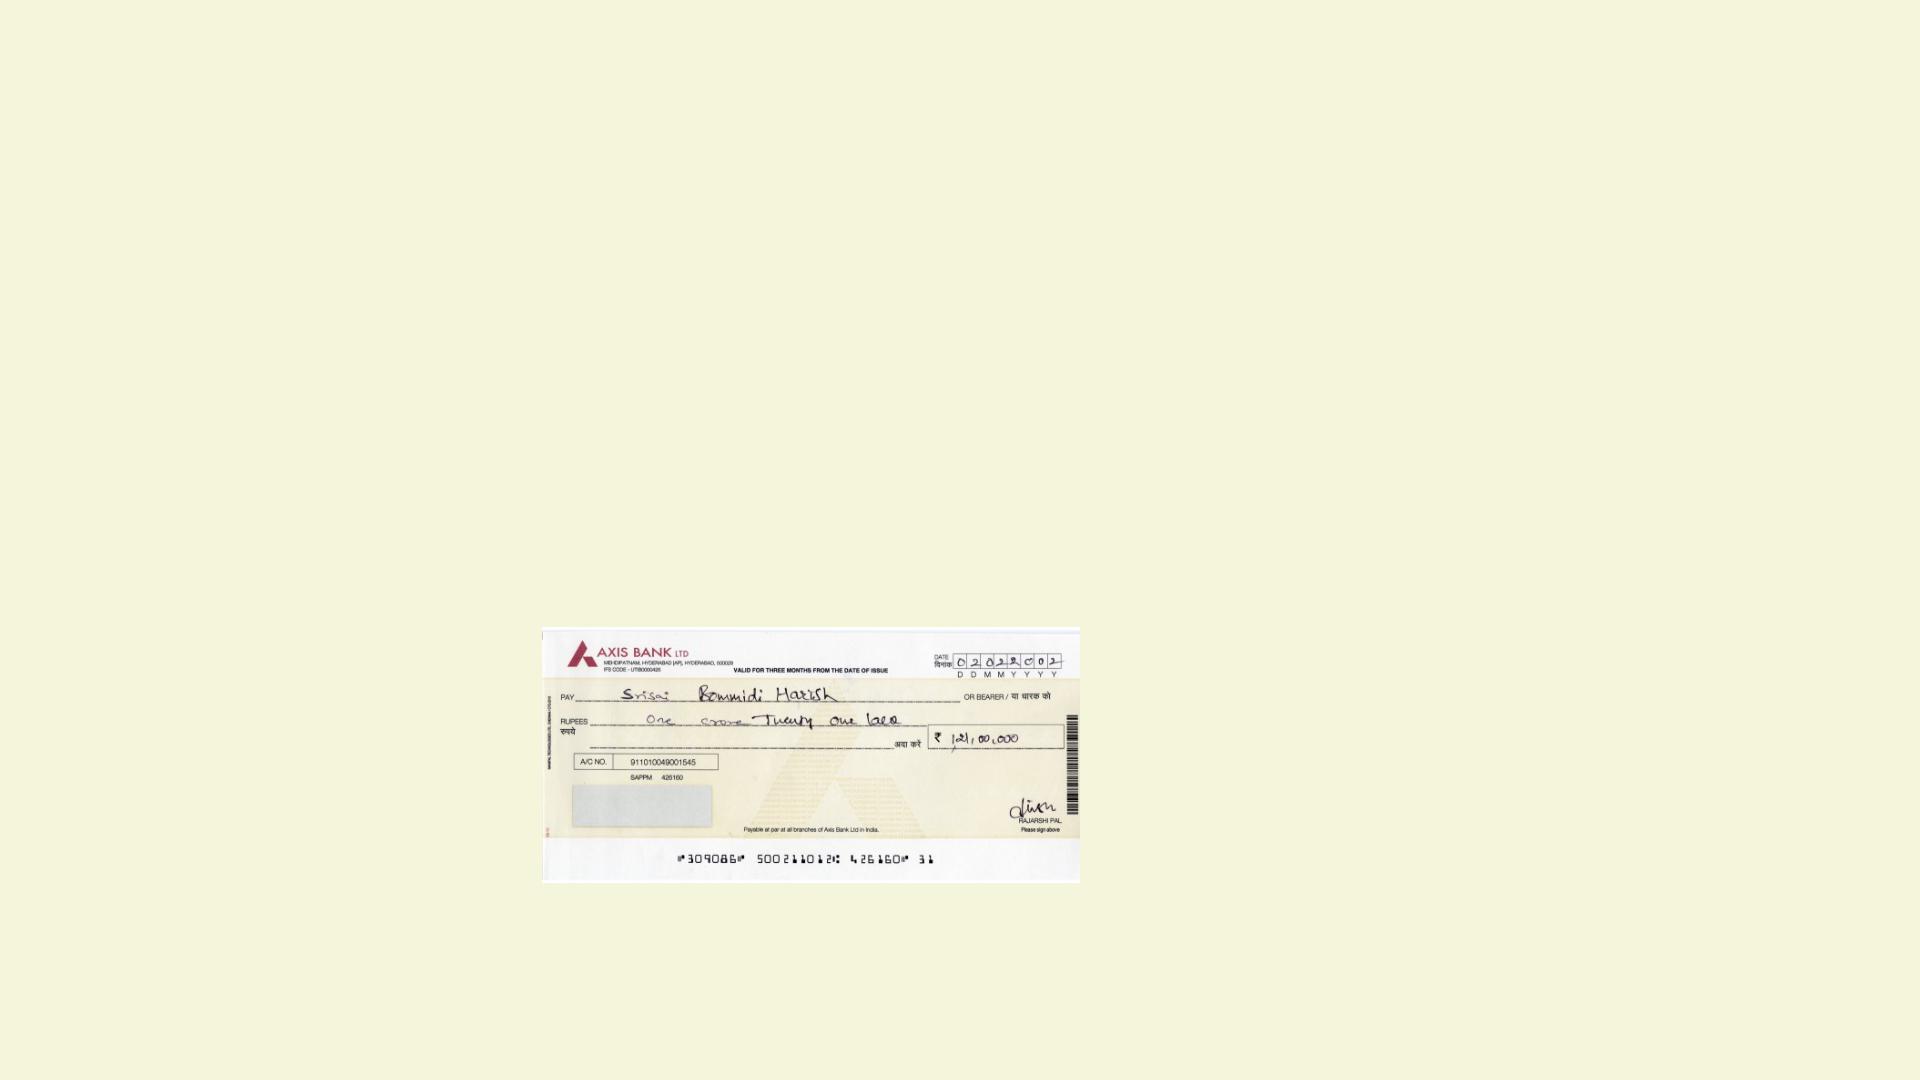 AXIS BANK LTD
MEHDIPATNAM, HYDERABAD [AP], HYDERABAD, 500028
IFS CODE - UTIB0000426
VALID FOR THREE MONTHS FROM THE DATE OF ISSUE
DATE
दिनांक 0 2 0 2 2 0 0 2
D D M M Y Y Y Y
PAY Srisai Bommidi Harish OR BEARER / या धारक को
RUPEES One crore Twenty one lacs
रुपये अदा करें ₹ 1,21,00,000
A/C NO. 911010049001545
SAPPM 426160
RAJARSHI PAL
Payable at par at all branches of Axis Bank Ltd in India.
Please sign above
⑈309086⑈ 500211012⑆ 426160⑈ 31